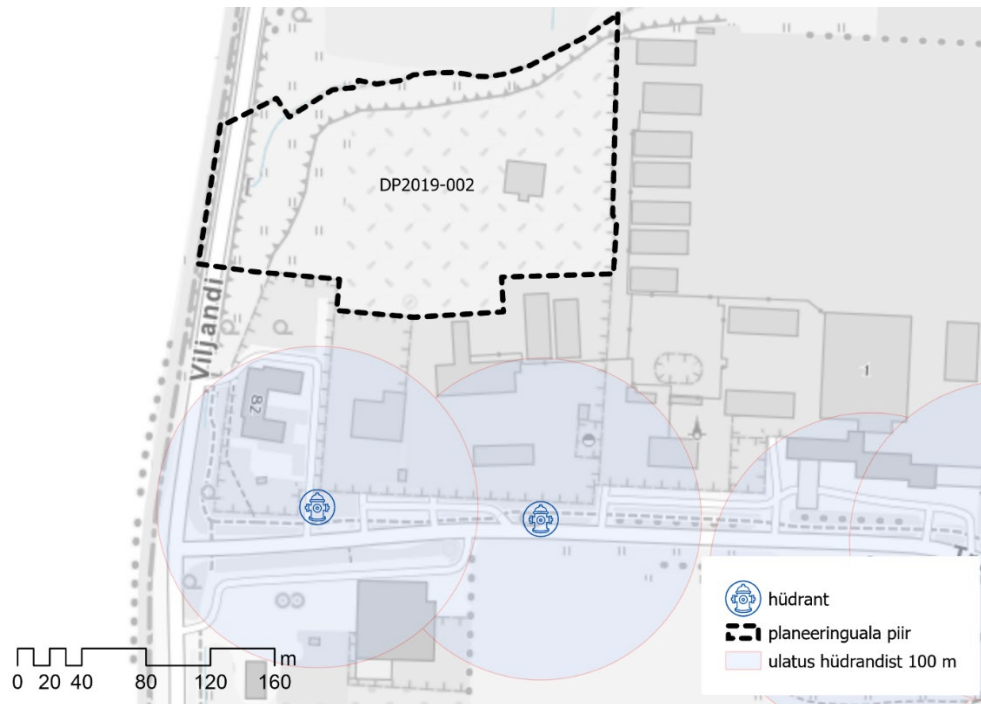 DP2019-002
Viljandi
82
1
hüdrant
planeeringuala piir
ulatus hüdrandist 100 m
m
0 20 40 80 120 160